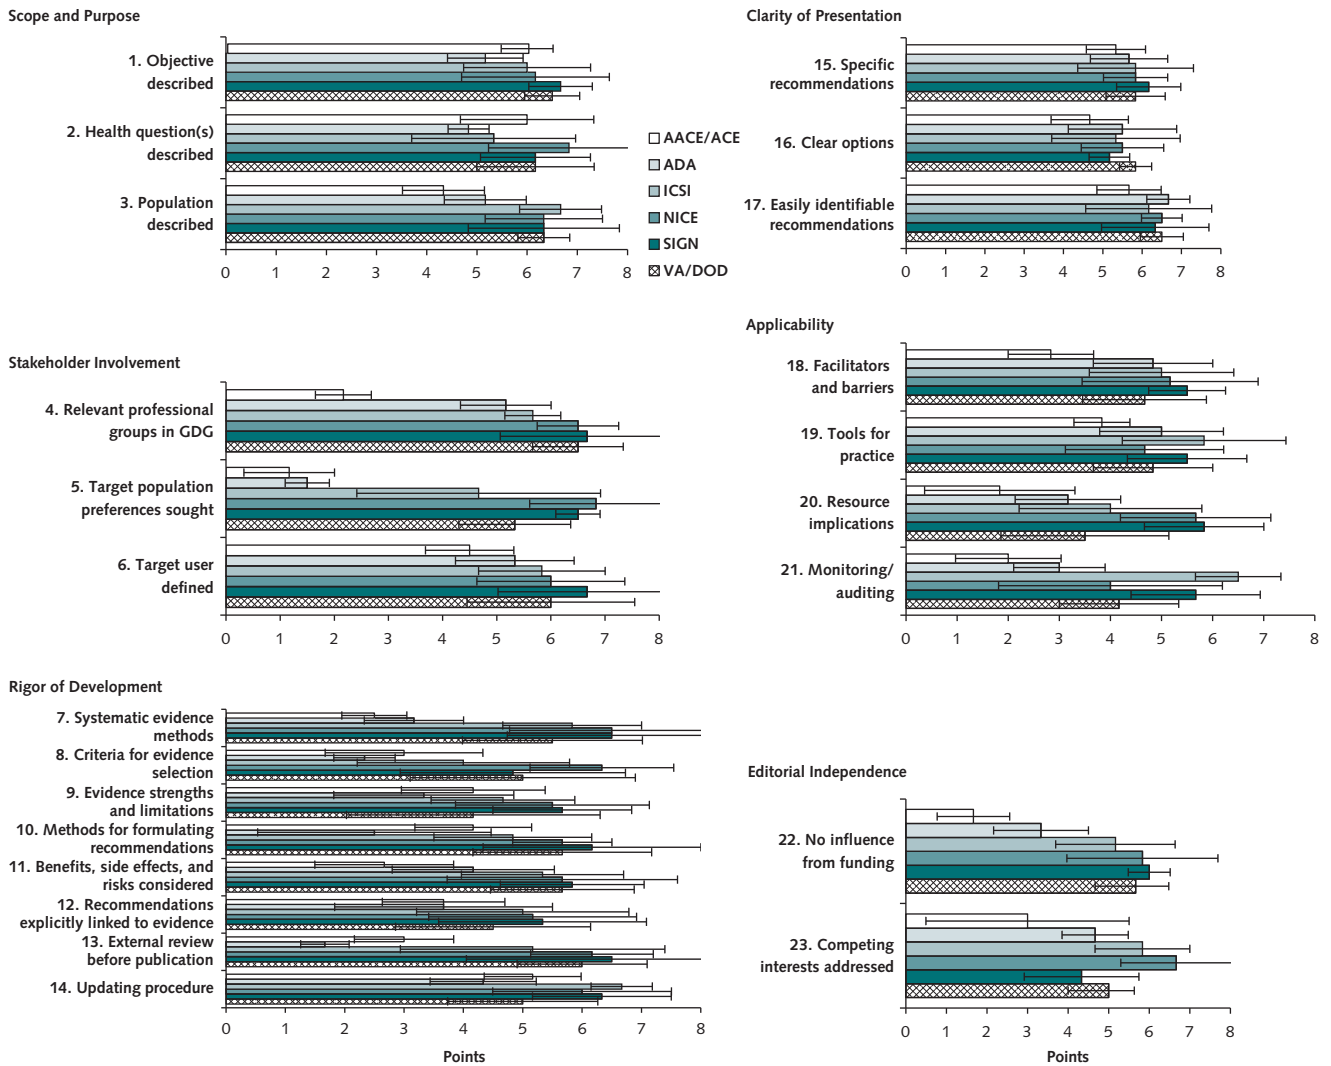 Scope and Purpose
1. Objective
described
2. Health question(s)
described
3. Population
described
0 1 2 3 4 5 6 7 8
AACE/ACE
ADA
ICSI
NICE
SIGN
VA/DOD
Clarity of Presentation
15. Specific
recommendations
16. Clear options
17. Easily identifiable
recommendations
0 1 2 3 4 5 6 7 8
Stakeholder Involvement
4. Relevant professional
groups in GDG
5. Target population
preferences sought
6. Target user
defined
0 1 2 3 4 5 6 7 8
Applicability
18. Facilitators
and barriers
19. Tools for
practice
20. Resource
implications
21. Monitoring/
auditing
0 1 2 3 4 5 6 7 8
Rigor of Development
7. Systematic evidence
methods
8. Criteria for evidence
selection
9. Evidence strengths
and limitations
10. Methods for formulating
recommendations
11. Benefits, side effects, and
risks considered
12. Recommendations
explicitly linked to evidence
13. External review
before publication
14. Updating procedure
0 1 2 3 4 5 6 7 8
Points
Editorial Independence
22. No influence
from funding
23. Competing
interests addressed
0 1 2 3 4 5 6 7 8
Points